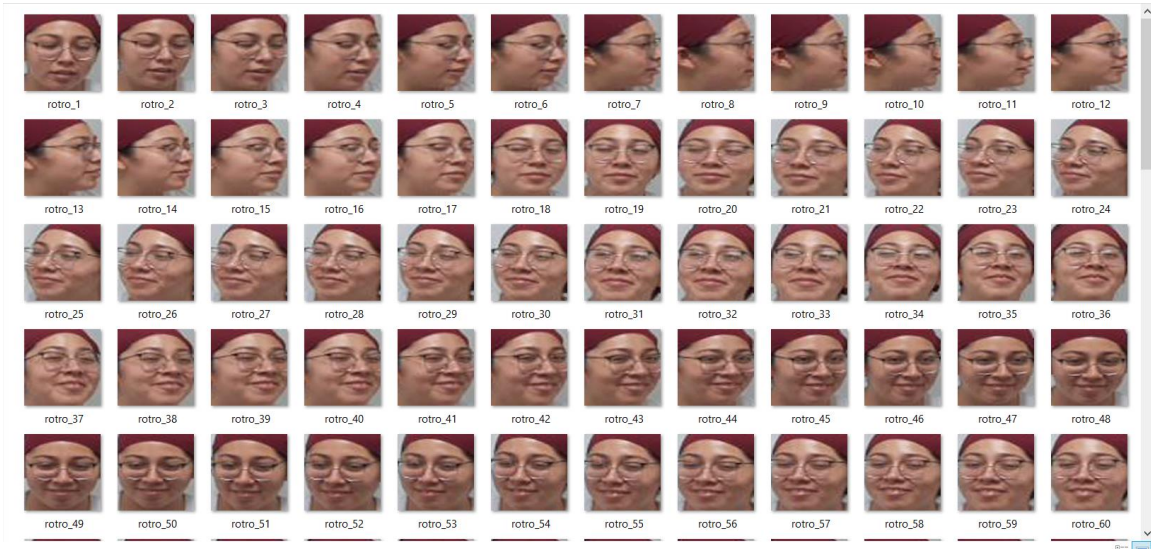 rotro_1 rotro_2 rotro_3 rotro_4 rotro_5 rotro_6 rotro_7 rotro_8 rotro_9 rotro_10 rotro_11 rotro_12
rotro_13 rotro_14 rotro_15 rotro_16 rotro_17 rotro_18 rotro_19 rotro_20 rotro_21 rotro_22 rotro_23 rotro_24
rotro_25 rotro_26 rotro_27 rotro_28 rotro_29 rotro_30 rotro_31 rotro_32 rotro_33 rotro_34 rotro_35 rotro_36
rotro_37 rotro_38 rotro_39 rotro_40 rotro_41 rotro_42 rotro_43 rotro_44 rotro_45 rotro_46 rotro_47 rotro_48
rotro_49 rotro_50 rotro_51 rotro_52 rotro_53 rotro_54 rotro_55 rotro_56 rotro_57 rotro_58 rotro_59 rotro_60